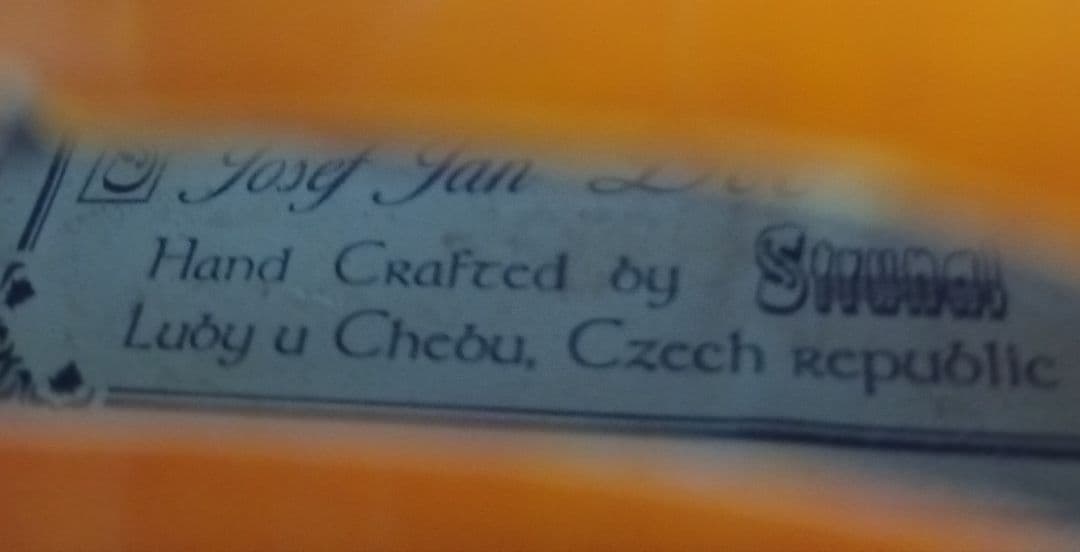 Josef Jan
Hand Crafted by Strunal
Luby u Chebu, Czech Republic